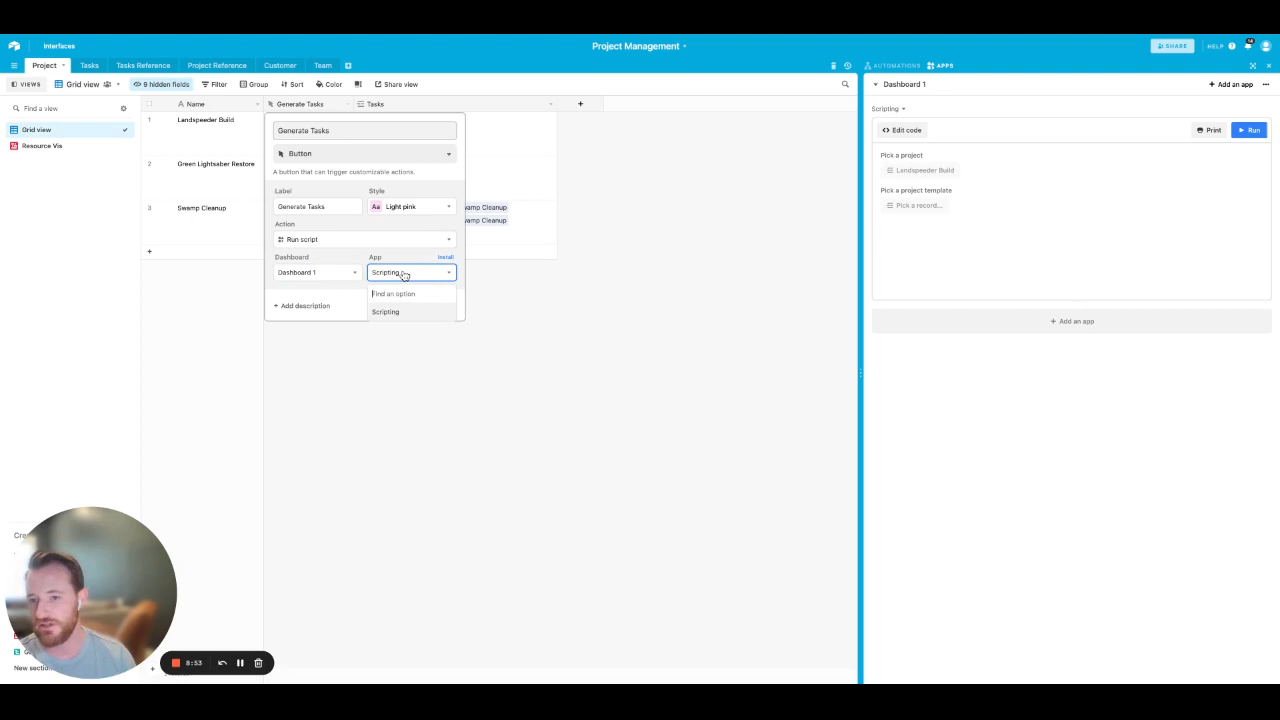 Interfaces
Project Management
SHARE
HELP
Project
Tasks
Tasks Reference
Project Reference
Customer
Team
AUTOMATIONS
APPS
VIEWS
Grid view
9 hidden fields
Filter
Group
Sort
Color
Share view
Dashboard 1
+ Add an app
Find a view
Name
Generate Tasks
Tasks
Scripting
Grid view
1
Landspeeder Build
Generate Tasks
Edit code
Print
Run
Resource Vis
Button
Pick a project
A button that can trigger customizable actions.
2
Green Lightsaber Restore
Landspeeder Build
Label
Style
Pick a project template
3
Swamp Cleanup
Generate Tasks
Aa
Light pink
wamp Cleanup
Pick a record...
wamp Cleanup
Action
Run script
+
Dashboard
App
Install
Dashboard 1
Scripting
Find an option
+ Add description
Scripting
+ Add an app
Cre
New section
8:53